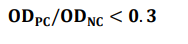 OD_PC/OD_NC < 0.3